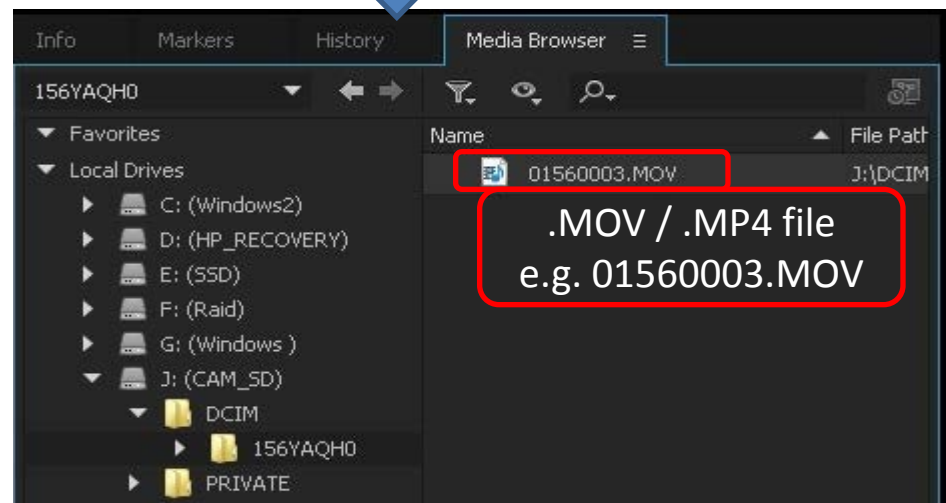 Info Markers History Media Browser
156YAQH0
Favorites
Local Drives
C: (Windows2)
D: (HP_RECOVERY)
E: (SSD)
F: (Raid)
G: (Windows )
J: (CAM_SD)
DCIM
156YAQH0
PRIVATE
Name File Path
01560003.MOV J:\DCIM
.MOV / .MP4 file
e.g. 01560003.MOV